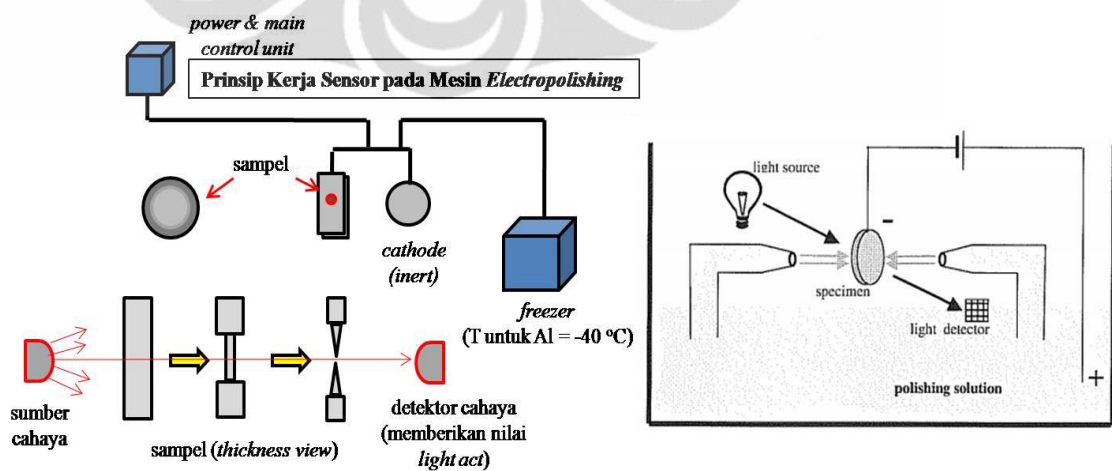 power & main
control unit
Prinsip Kerja Sensor pada Mesin Electropolishing
sampel
cathode
(inert)
freezer
(T untuk Al = -40 °C)
sumber
cahaya
sampel (thickness view)
detektor cahaya
(memberikan nilai
light act)
light source
-
specimen
light detector
+
polishing solution